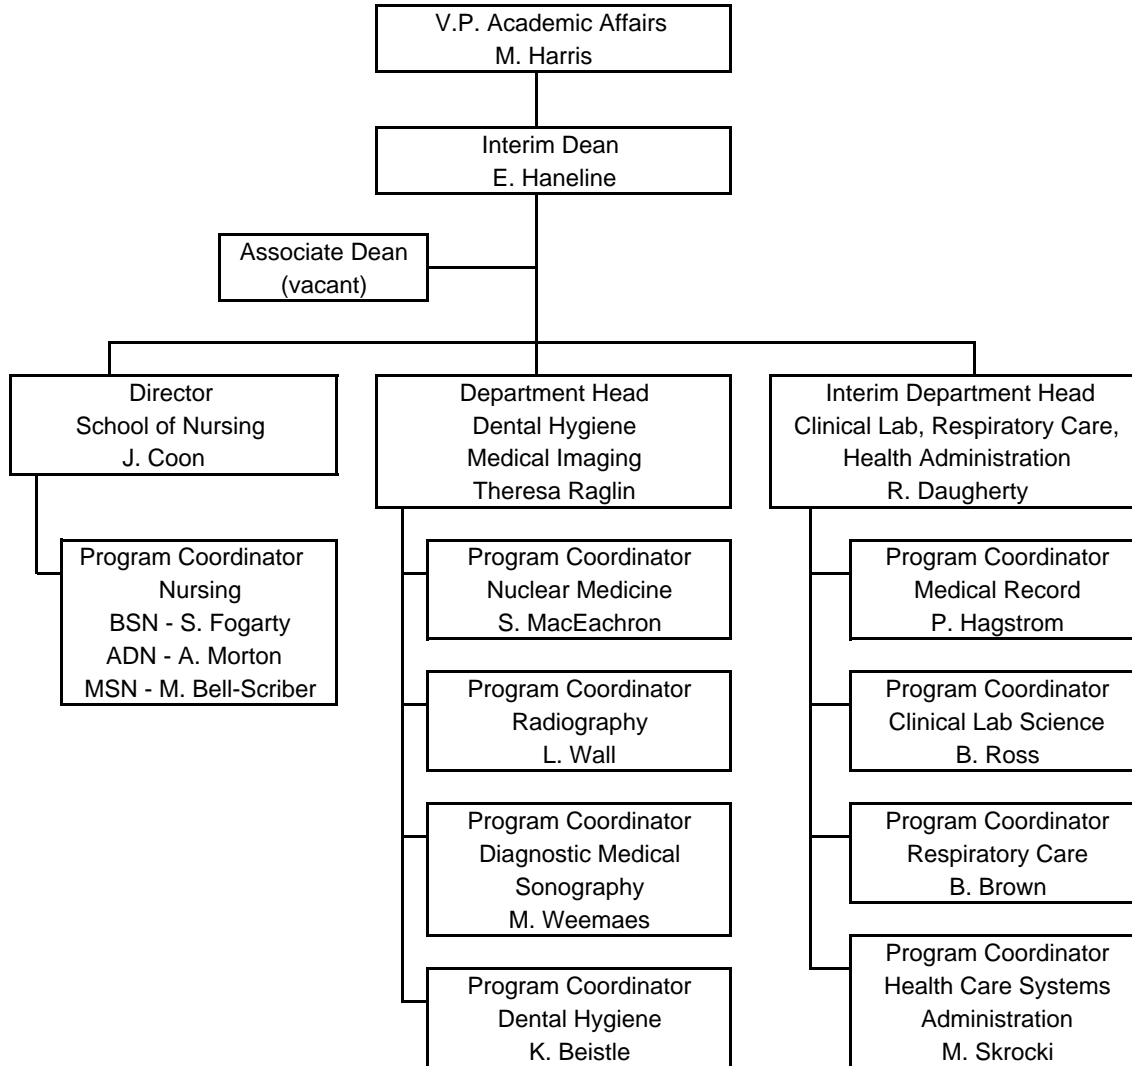 V.P. Academic Affairs
M. Harris
Interim Dean
E. Haneline
Associate Dean
(vacant)
Director
School of Nursing
J. Coon
Program Coordinator
Nursing
BSN - S. Fogarty
ADN - A. Morton
MSN - M. Bell-Scriber
Department Head
Dental Hygiene
Medical Imaging
Theresa Raglin
Program Coordinator
Nuclear Medicine
S. MacEachron
Program Coordinator
Radiography
L. Wall
Program Coordinator
Diagnostic Medical
Sonography
M. Weemaes
Program Coordinator
Dental Hygiene
K. Beistle
Interim Department Head
Clinical Lab, Respiratory Care,
Health Administration
R. Daugherty
Program Coordinator
Medical Record
P. Hagstrom
Program Coordinator
Clinical Lab Science
B. Ross
Program Coordinator
Respiratory Care
B. Brown
Program Coordinator
Health Care Systems
Administration
M. Skrocki